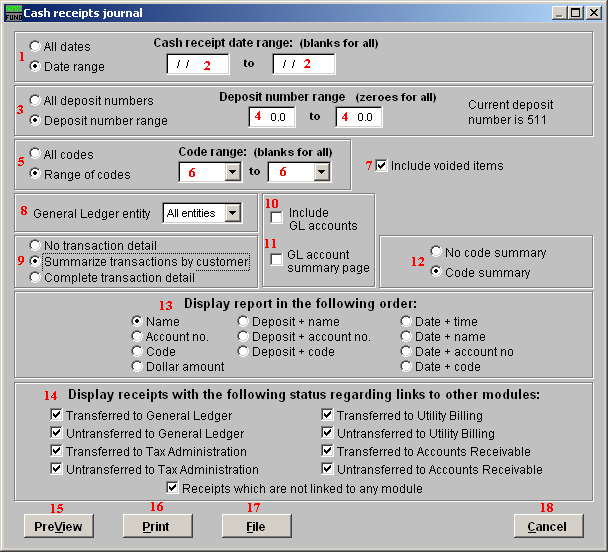 FUND
Cash receipts journal
1 All dates
Date range
Cash receipt date range: (blanks for all)
/ / 2 to / / 2
3 All deposit numbers
Deposit number range
Deposit number range (zeroes for all)
4 0.0 to 4 0.0
Current deposit
number is 511
5 All codes
Range of codes
Code range: (blanks for all)
6 to 6
7 Include voided items
8 General Ledger entity All entities
9 No transaction detail
Summarize transactions by customer
Complete transaction detail
10 Include
GL accounts
11 GL account
summary page
12 No code summary
Code summary
13 Display report in the following order:
Name Deposit + name Date + time
Account no. Deposit + account no. Date + name
Code Deposit + code Date + account no
Dollar amount Date + code
14 Display receipts with the following status regarding links to other modules:
Transferred to General Ledger Transferred to Utility Billing
Untransferred to General Ledger Untransferred to Utility Billing
Transferred to Tax Administration Transferred to Accounts Receivable
Untransferred to Tax Administration Untransferred to Accounts Receivable
Receipts which are not linked to any module
15 16 17 18
PreView Print File Cancel